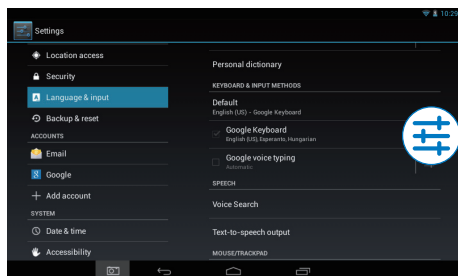 10:29
Settings
Location access
Security
Language & input
Backup & reset
ACCOUNTS
Email
Google
Add account
SYSTEM
Date & time
Accessibility
Personal dictionary
KEYBOARD & INPUT METHODS
Default
English (US) - Google Keyboard
Google Keyboard
English (US), Esperanto, Hungarian
Google voice typing
Automatic
SPEECH
Voice Search
Text-to-speech output
MOUSE/TRACKPAD